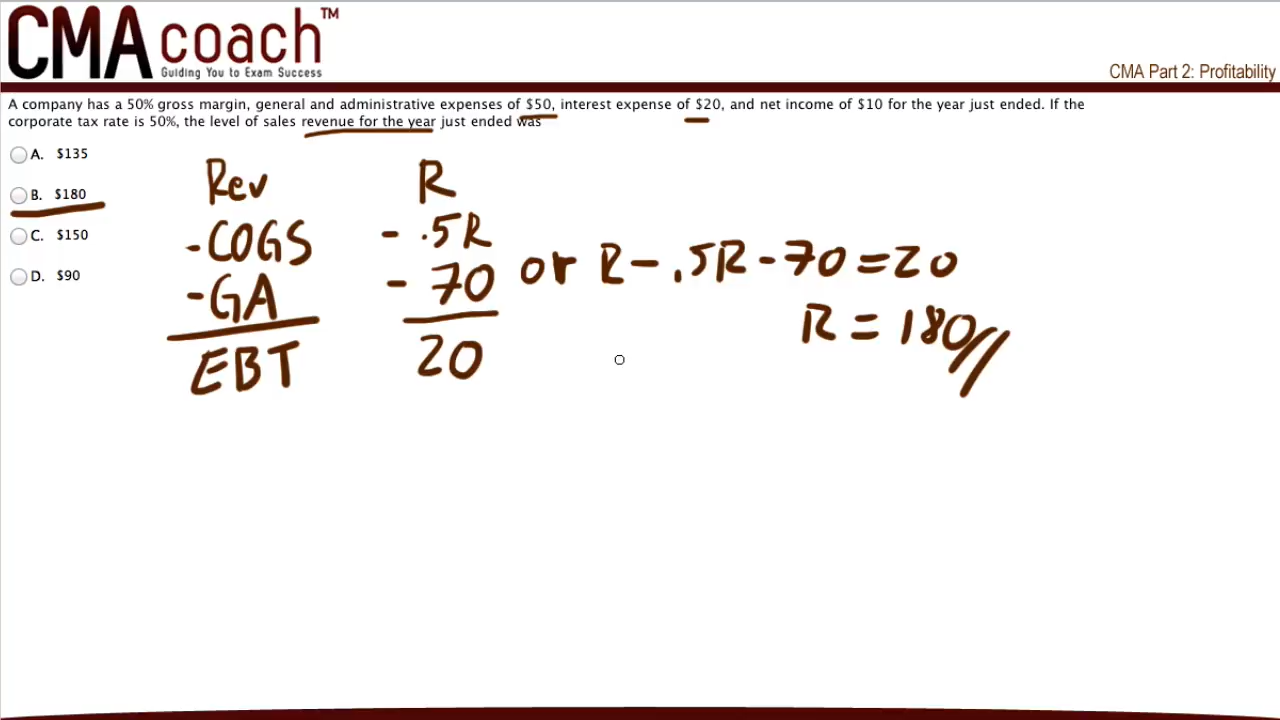 CMAcoach™
Guiding You to Exam Success
CMA Part 2: Profitability
A company has a 50% gross margin, general and administrative expenses of $50, interest expense of $20, and net income of $10 for the year just ended. If the
corporate tax rate is 50%, the level of sales revenue for the year just ended was
A. $135
B. $180
C. $150
D. $90
Rev R
-COGS - .5R
-GA - 70 or R - .5R - 70 = 20
EBT 20 R = 180//